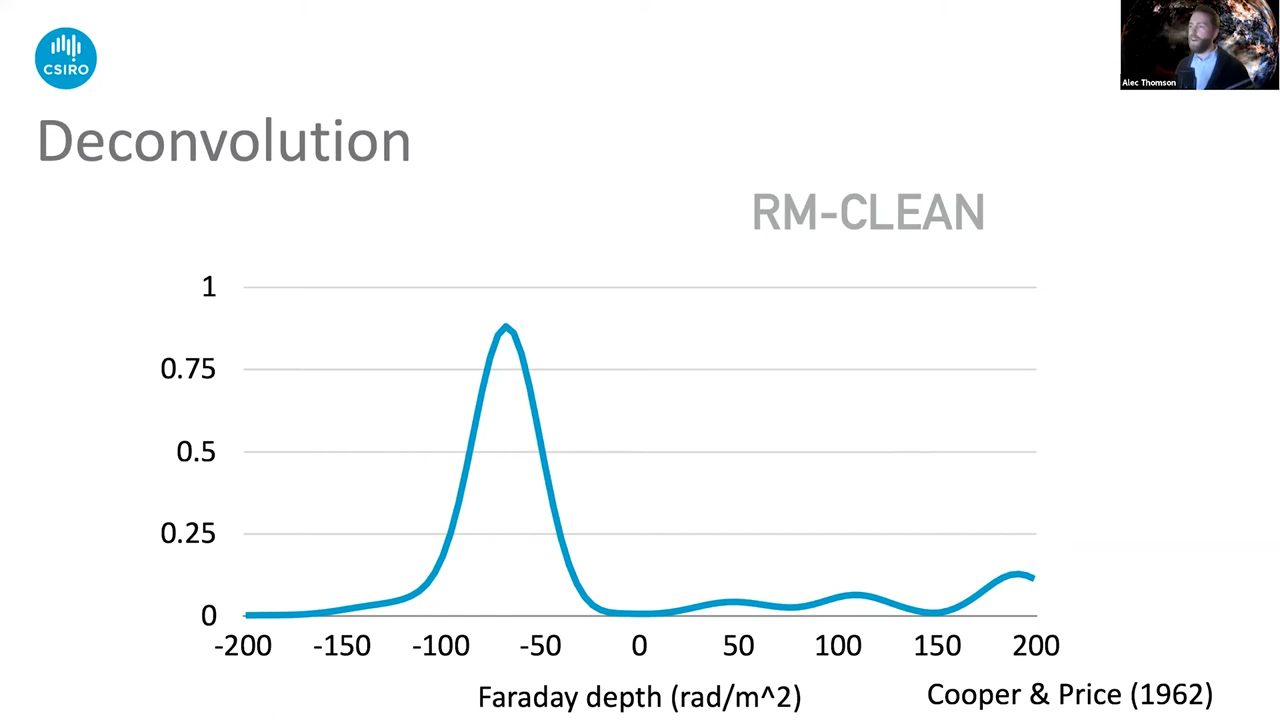 CSIRO
Alec Thomson
Deconvolution
RM-CLEAN
1
0.75
0.5
0.25
0
-200 -150 -100 -50 0 50 100 150 200
Faraday depth (rad/m^2)
Cooper & Price (1962)